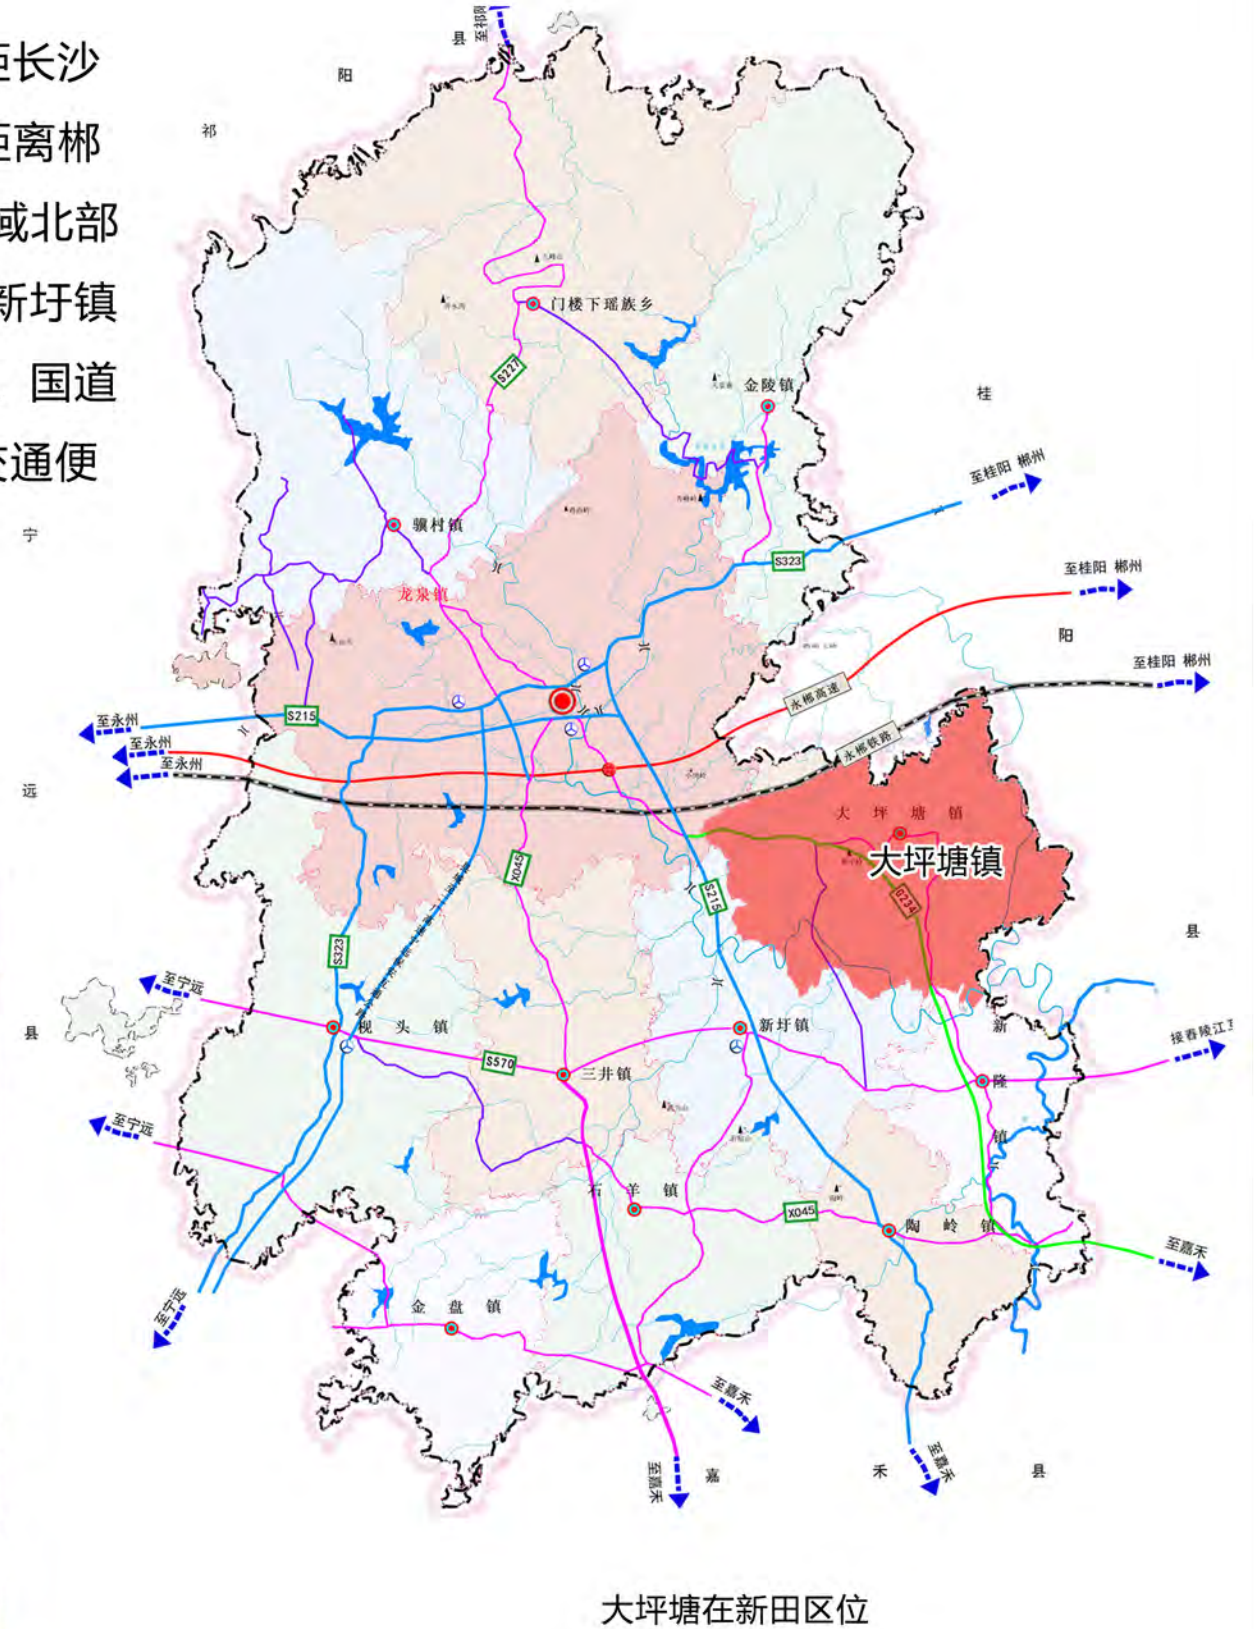 距长沙
距离郴
域北部
新圩镇
国道
交通便
至祁阳
县
阳
祁
九峰山
门楼下瑶族乡
S227
金陵镇
桂
至桂阳 郴州
宁
骥村镇
S323
至桂阳 郴州
龙泉镇
阳
至桂阳 郴州
永郴高速
S215
至永州
至永州
至永州
永郴铁路
远
大坪塘镇
大坪塘镇
X045
S215
G234
县
S323
至宁远
县
枧头镇
新圩镇
新隆镇
接舂陵江
S570
三井镇
至宁远
石羊镇
X045
陶岭镇
至嘉禾
至宁远
金盘镇
至嘉禾
至嘉禾
至嘉禾
嘉
禾
县
大坪塘在新田区位